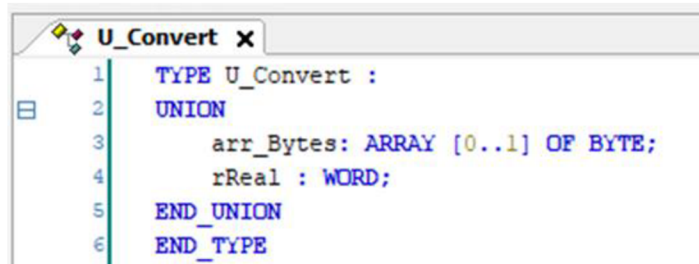 U_Convert x
1 TYPE U_Convert :
2 UNION
3 arr_Bytes: ARRAY [0..1] OF BYTE;
4 rReal : WORD;
5 END_UNION
6 END_TYPE